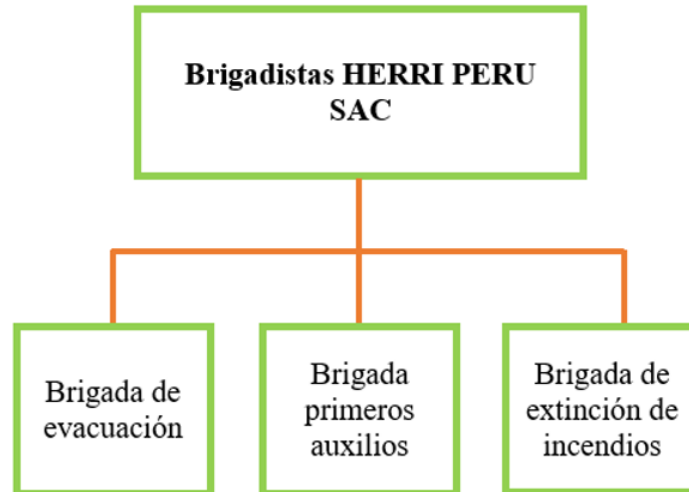 Brigadistas HERRI PERU
SAC
Brigada de
evacuación
Brigada
primeros
auxilios
Brigada de
extinción de
incendios